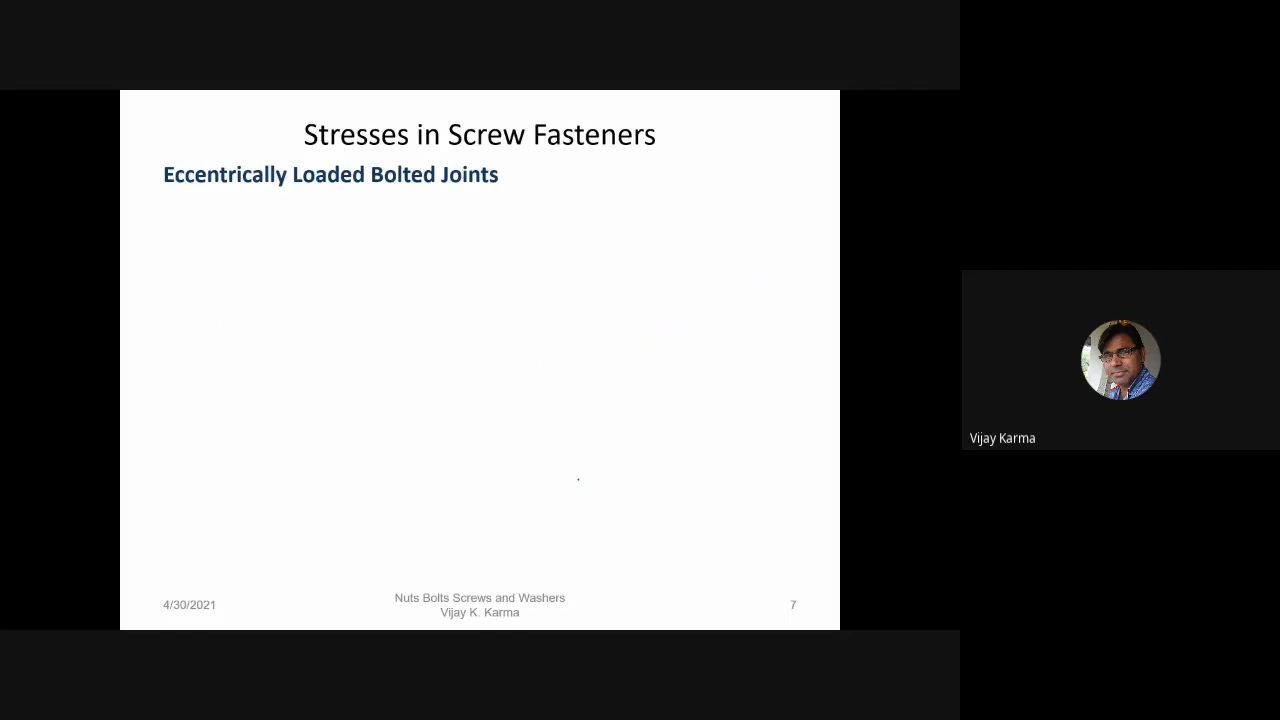 Stresses in Screw Fasteners
Eccentrically Loaded Bolted Joints
Vijay Karma
4/30/2021
Nuts Bolts Screws and Washers
Vijay K. Karma
7